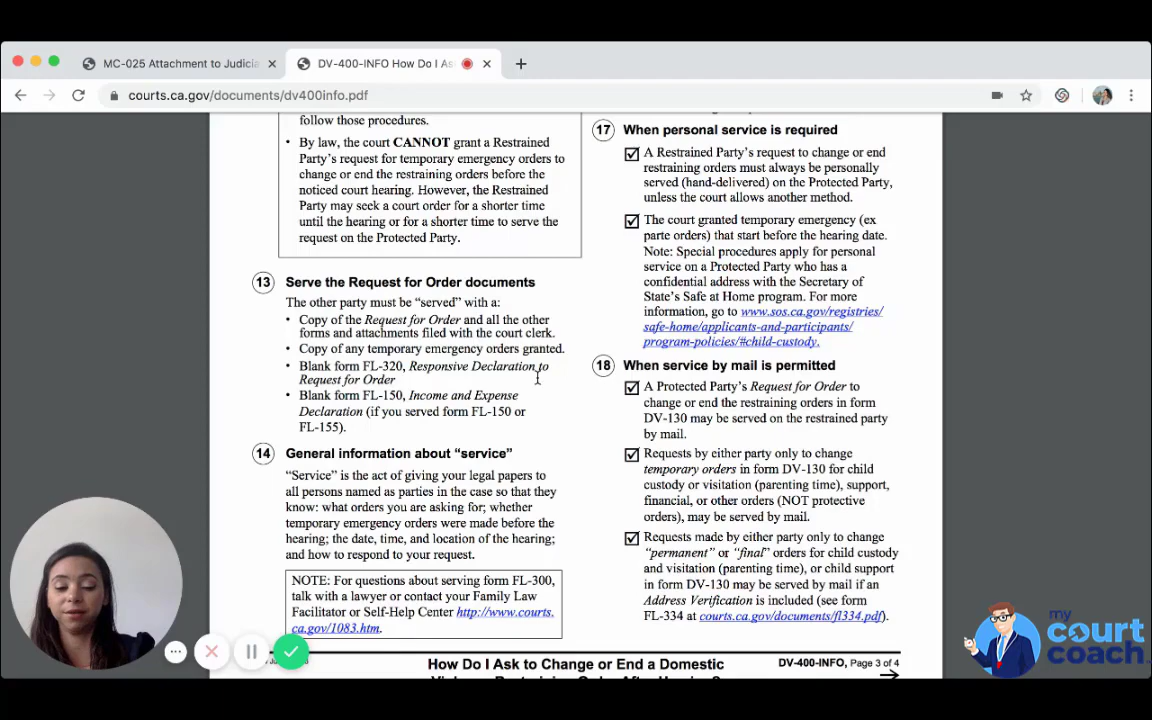 MC-025 Attachment to Judicia
DV-400-INFO How Do I As
courts.ca.gov/documents/dv400info.pdf
follow those procedures.
• By law, the court CANNOT grant a Restrained
Party's request for temporary emergency orders to
change or end the restraining orders before the
noticed court hearing. However, the Restrained
Party may seek a court order for a shorter time
until the hearing or for a shorter time to serve the
request on the Protected Party.
13 Serve the Request for Order documents
The other party must be "served" with a:
• Copy of the Request for Order and all the other
forms and attachments filed with the court clerk.
• Copy of any temporary emergency orders granted.
• Blank form FL-320, Responsive Declaration to
Request for Order
• Blank form FL-150, Income and Expense
Declaration (if you served form FL-150 or
FL-155).
14 General information about "service"
"Service" is the act of giving your legal papers to
all persons named as parties in the case so that they
know: what orders you are asking for; whether
temporary emergency orders were made before the
hearing; the date, time, and location of the hearing;
and how to respond to your request.
NOTE: For questions about serving form FL-300,
talk with a lawyer or contact your Family Law
Facilitator or Self-Help Center http://www.courts.
ca.gov/1083.htm.
17 When personal service is required
A Restrained Party's request to change or end
restraining orders must always be personally
served (hand-delivered) on the Protected Party,
unless the court allows another method.
The court granted temporary emergency (ex
parte orders) that start before the hearing date.
Note: Special procedures apply for personal
service on a Protected Party who has a
confidential address with the Secretary of
State's Safe at Home program. For more
information, go to www.sos.ca.gov/registries/
safe-home/applicants-and-participants/
program-policies/#child-custody.
18 When service by mail is permitted
A Protected Party's Request for Order to
change or end the restraining orders in form
DV-130 may be served on the restrained party
by mail.
Requests by either party only to change
temporary orders in form DV-130 for child
custody or visitation (parenting time), support,
financial, or other orders (NOT protective
orders), may be served by mail.
Requests made by either party only to change
"permanent" or "final" orders for child custody
and visitation (parenting time), or child support
in form DV-130 may be served by mail if an
Address Verification is included (see form
FL-334 at courts.ca.gov/documents/fl334.pdf).
How Do I Ask to Change or End a Domestic
DV-400-INFO, Page 3 of 4
Violence Restraining Order After Hearing?
my
court
coach